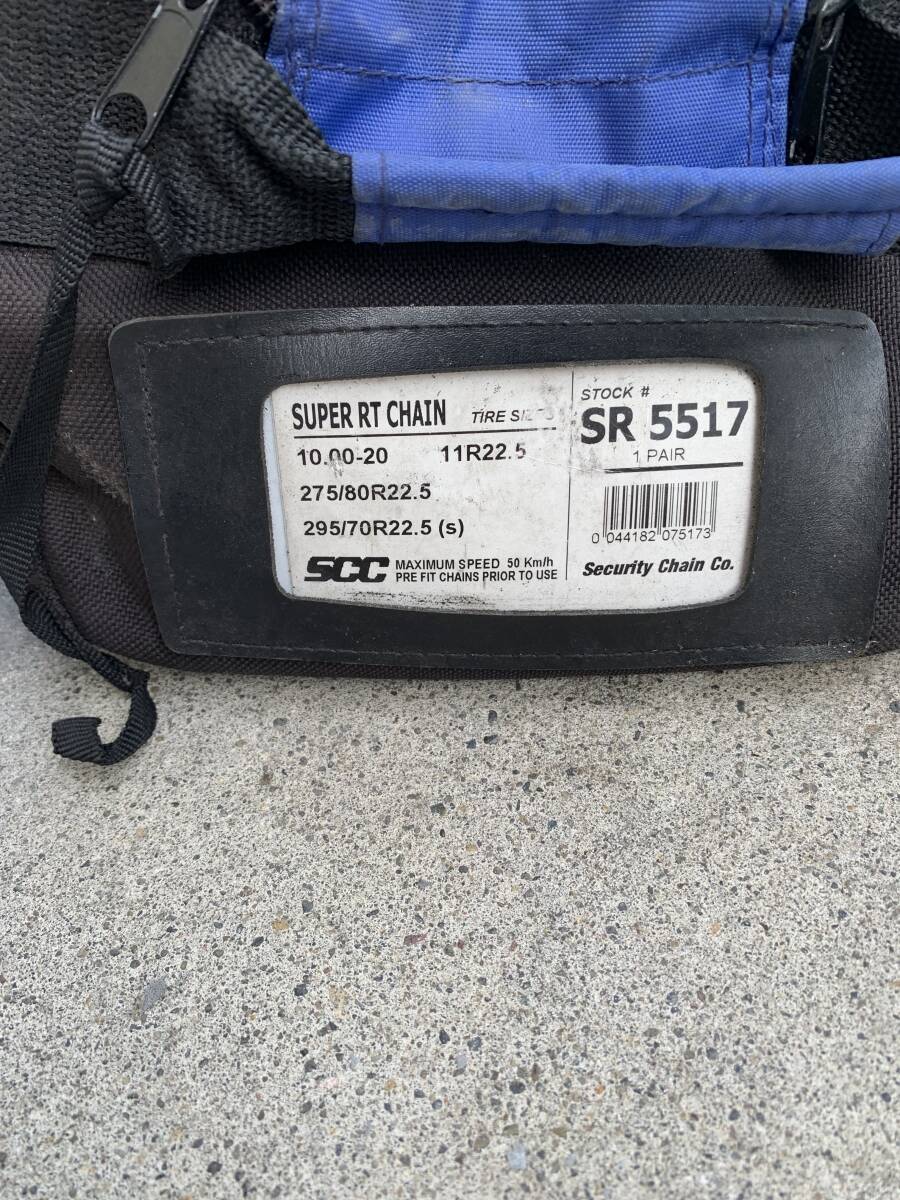 SUPER RT CHAIN TIRE SIZES
10.00-20 11R22.5
275/80R22.5
295/70R22.5 (s)
SCC MAXIMUM SPEED 50 Km/h
PRE FIT CHAINS PRIOR TO USE
STOCK #
SR 5517
1 PAIR
0 044182 075173
Security Chain Co.